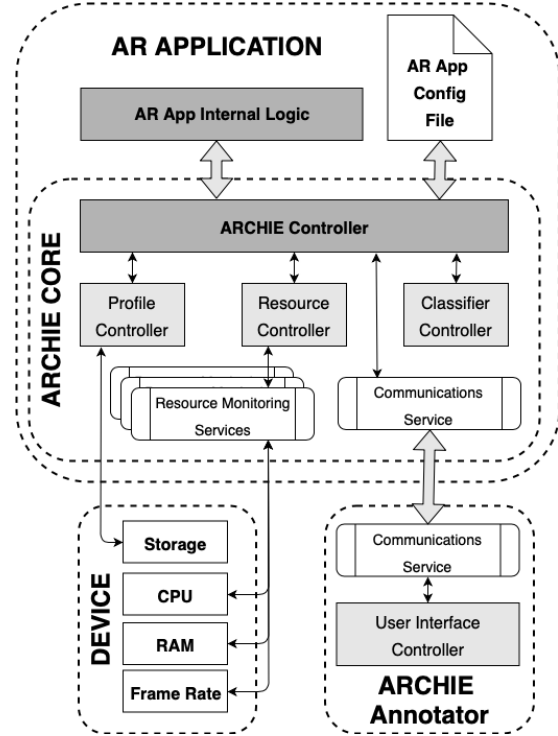 AR APPLICATION
AR App
Config
File
AR App Internal Logic
ARCHIE CORE
ARCHIE Controller
Profile
Controller
Resource
Controller
Classifier
Controller
Resource Monitoring
Services
Communications
Service
DEVICE
Storage
CPU
RAM
Frame Rate
Communications
Service
User Interface
Controller
ARCHIE
Annotator